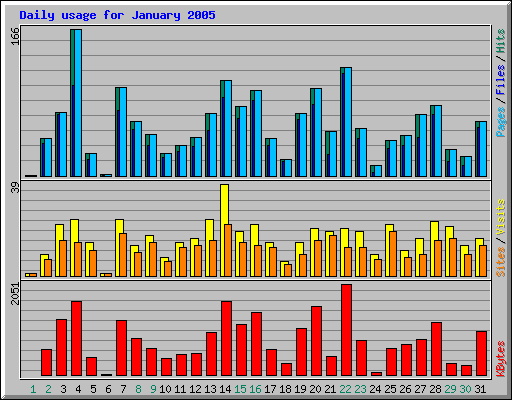 Daily usage for January 2005
166
Pages/Files/Hits
39
Sites/Visits
2051
KBytes
1 2 3 4 5 6 7 8 9 10 11 12 13 14 15 16 17 18 19 20 21 22 23 24 25 26 27 28 29 30 31